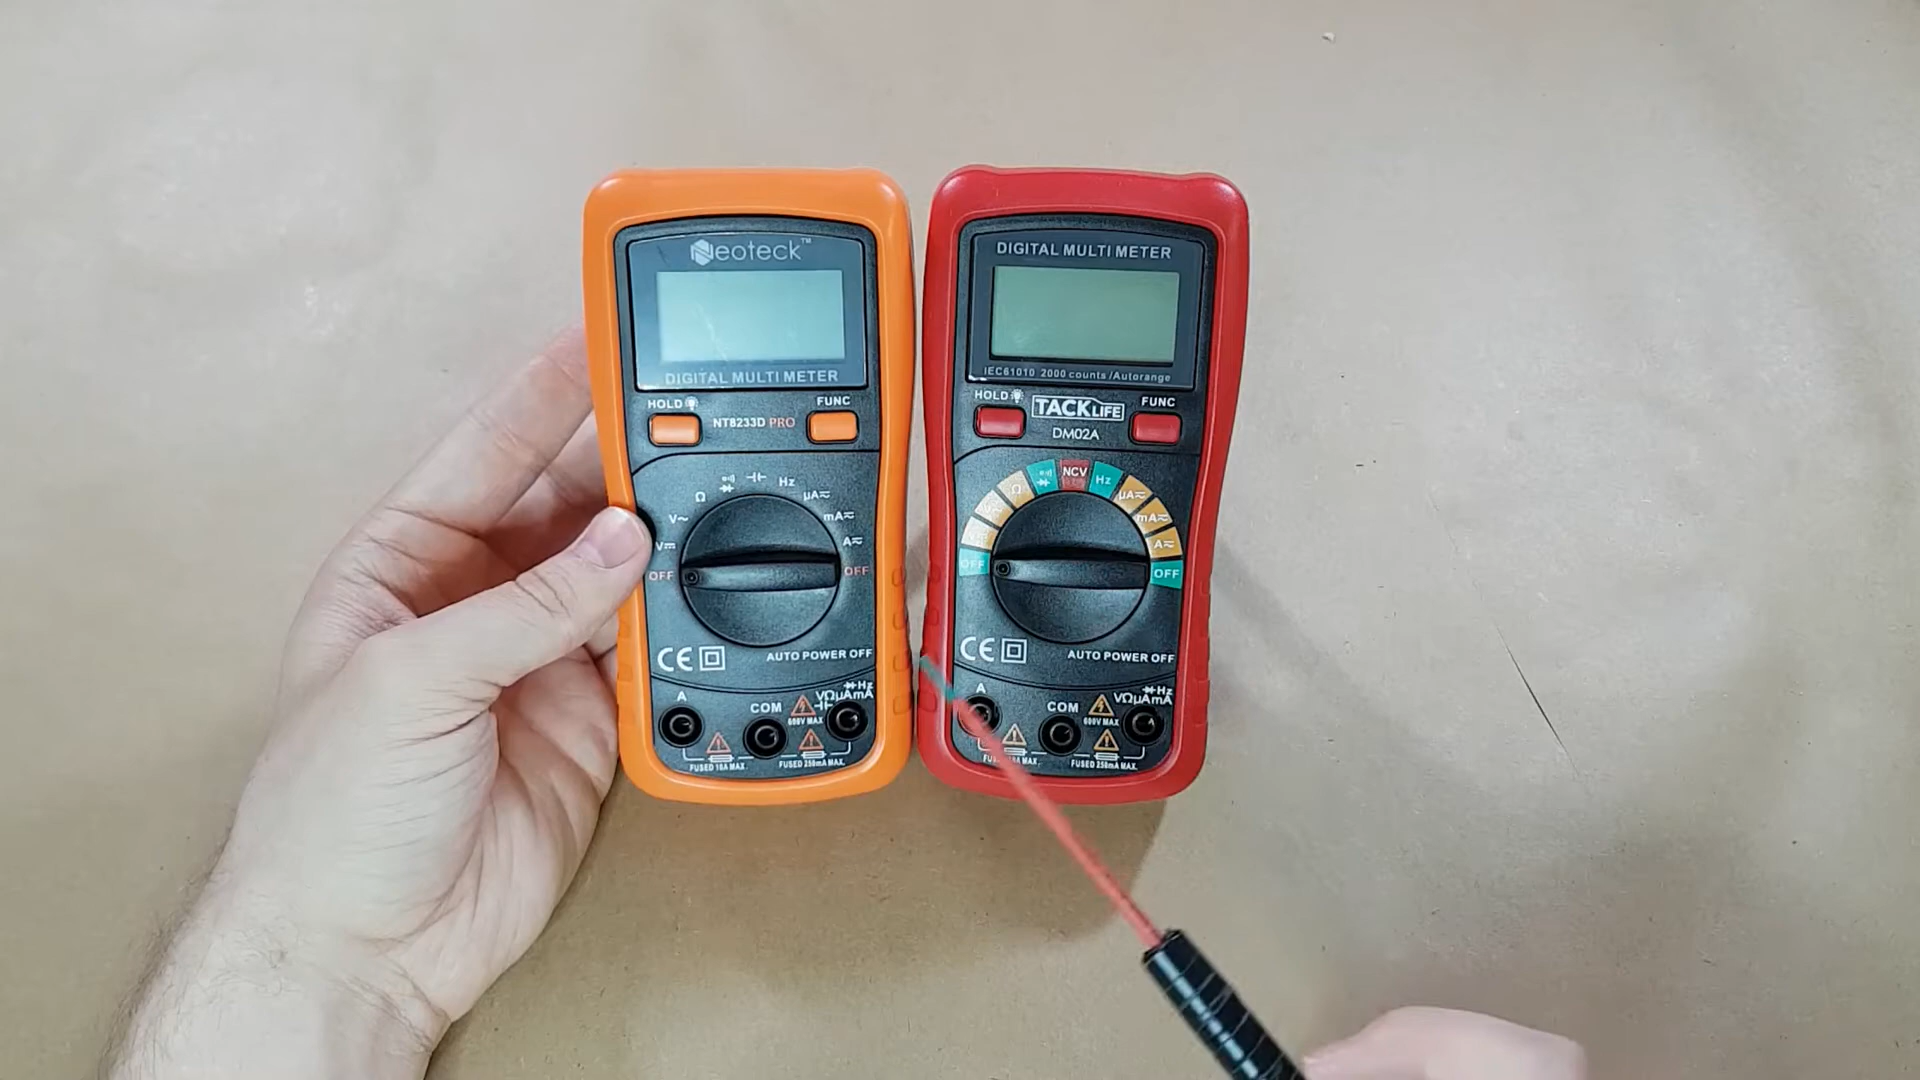 Neoteck™
DIGITAL MULTI METER
HOLD
FUNC
NT8233D PRO
Hz
Ω
µA
V~
mA
V
A
OFF
OFF
CE
AUTO POWER OFF
A
COM
Hz
VΩµAmA
600V MAX
FUSED 10A MAX.
FUSED 250mA MAX.
DIGITAL MULTI METER
IEC61010 2000 counts /Autorange
HOLD
FUNC
TACKLIFE
DM02A
NCV
Hz
Ω
µA
mA
A
OFF
OFF
CE
AUTO POWER OFF
A
COM
Hz
VΩµAmA
600V MAX
FUSED 250mA MAX.